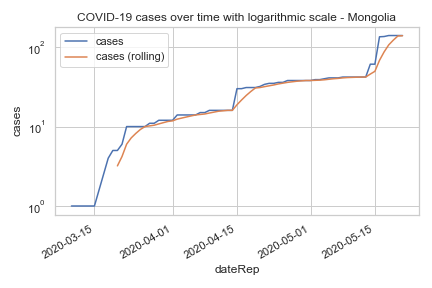 COVID-19 cases over time with logarithmic scale - Mongolia
cases
cases (rolling)
10²
10¹
10⁰
cases
2020-03-15
2020-04-01
2020-04-15
2020-05-01
2020-05-15
dateRep